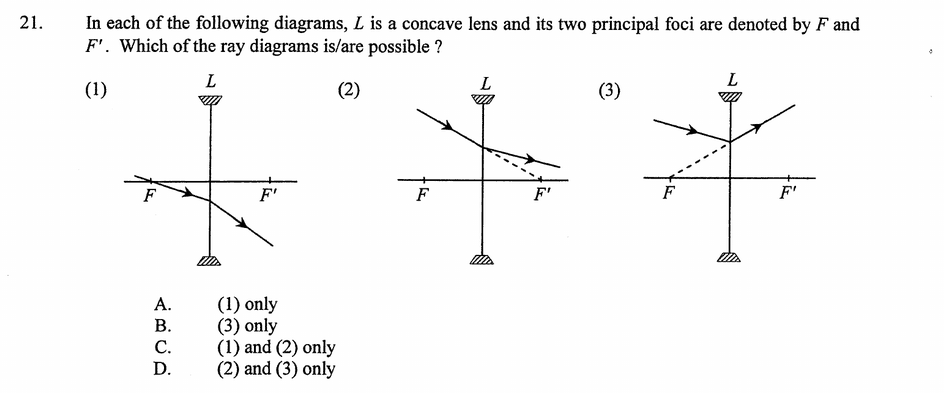 21. In each of the following diagrams, L is a concave lens and its two principal foci are denoted by F and
F'. Which of the ray diagrams is/are possible ?
(1) L (2) L (3) L
F F' F F' F F'
A. (1) only
B. (3) only
C. (1) and (2) only
D. (2) and (3) only